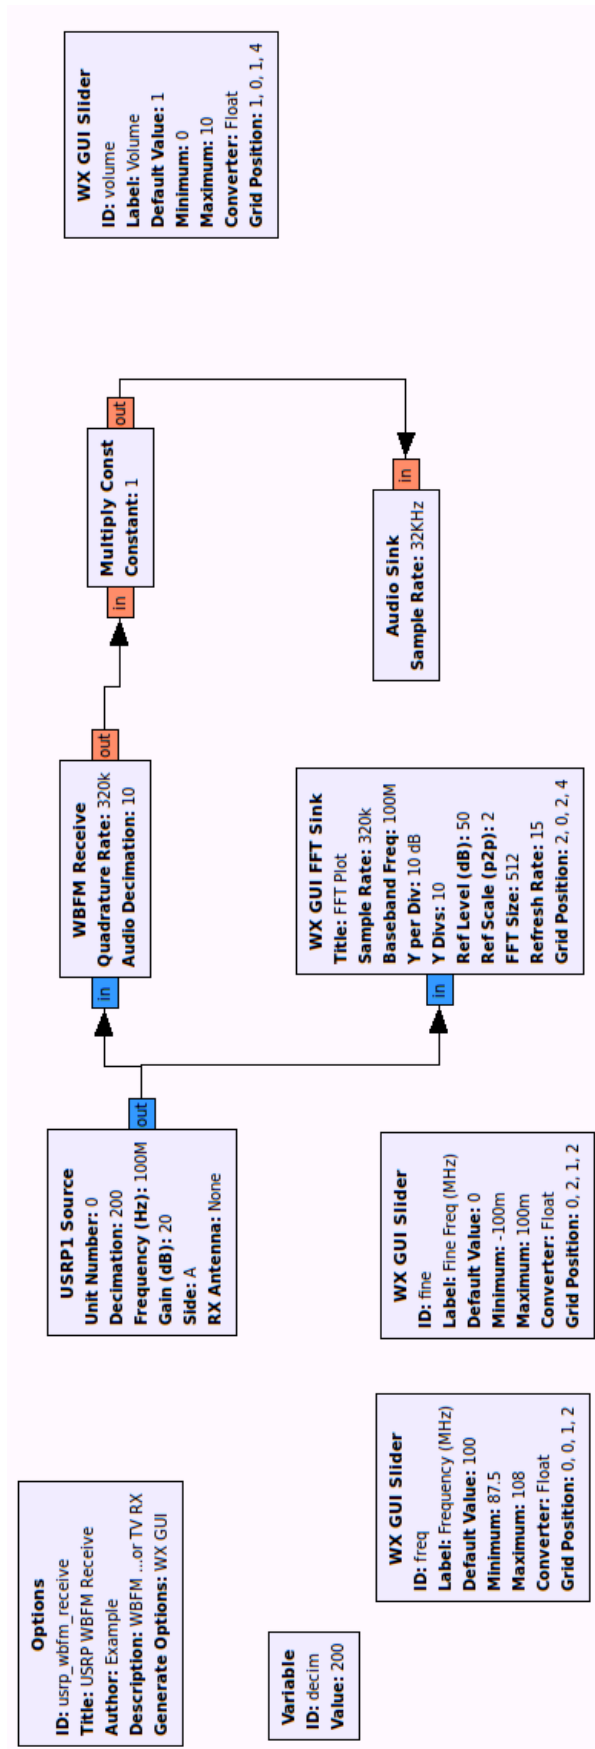 Options
ID: usrp_wbfm_receive
Title: USRP WBFM Receive
Author: Example
Description: WBFM ...or TV RX
Generate Options: WX GUI
Variable
ID: decim
Value: 200
USRP1 Source
Unit Number: 0
Decimation: 200
Frequency (Hz): 100M
Gain (dB): 20
Side: A
RX Antenna: None
out
WX GUI Slider
ID: freq
Label: Frequency (MHz)
Default Value: 100
Minimum: 87.5
Maximum: 108
Converter: Float
Grid Position: 0, 0, 1, 2
WX GUI Slider
ID: fine
Label: Fine Freq (MHz)
Default Value: 0
Minimum: -100m
Maximum: 100m
Converter: Float
Grid Position: 0, 2, 1, 2
in
WBFM Receive
Quadrature Rate: 320k
Audio Decimation: 10
out
in
WX GUI FFT Sink
Title: FFT Plot
Sample Rate: 320k
Baseband Freq: 100M
Y per Div: 10 dB
Y Divs: 10
Ref Level (dB): 50
Ref Scale (p2p): 2
FFT Size: 512
Refresh Rate: 15
Grid Position: 2, 0, 2, 4
in
Multiply Const
Constant: 1
out
in
Audio Sink
Sample Rate: 32KHz
WX GUI Slider
ID: volume
Label: Volume
Default Value: 1
Minimum: 0
Maximum: 10
Converter: Float
Grid Position: 1, 0, 1, 4